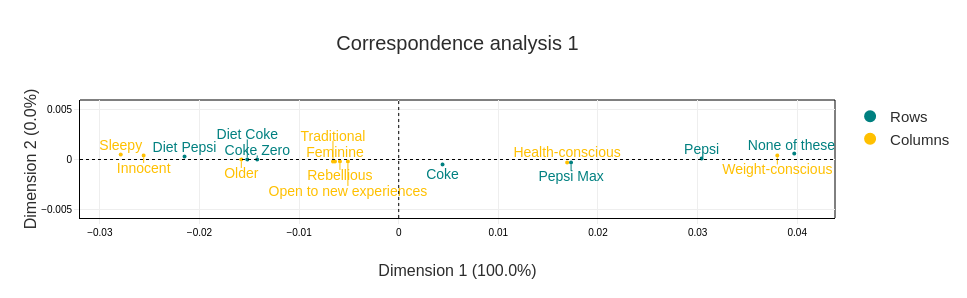 Correspondence analysis 1
Dimension 2 (0.0%)
0.005
0
−0.005
Sleepy
Innocent
Diet Pepsi
Diet Coke
Coke Zero
Older
Traditional
Feminine
Rebellious
Open to new experiences
Coke
Health-conscious
Pepsi Max
Pepsi
None of these
Weight-conscious
Rows
Columns
−0.03
−0.02
−0.01
0
0.01
0.02
0.03
0.04
Dimension 1 (100.0%)